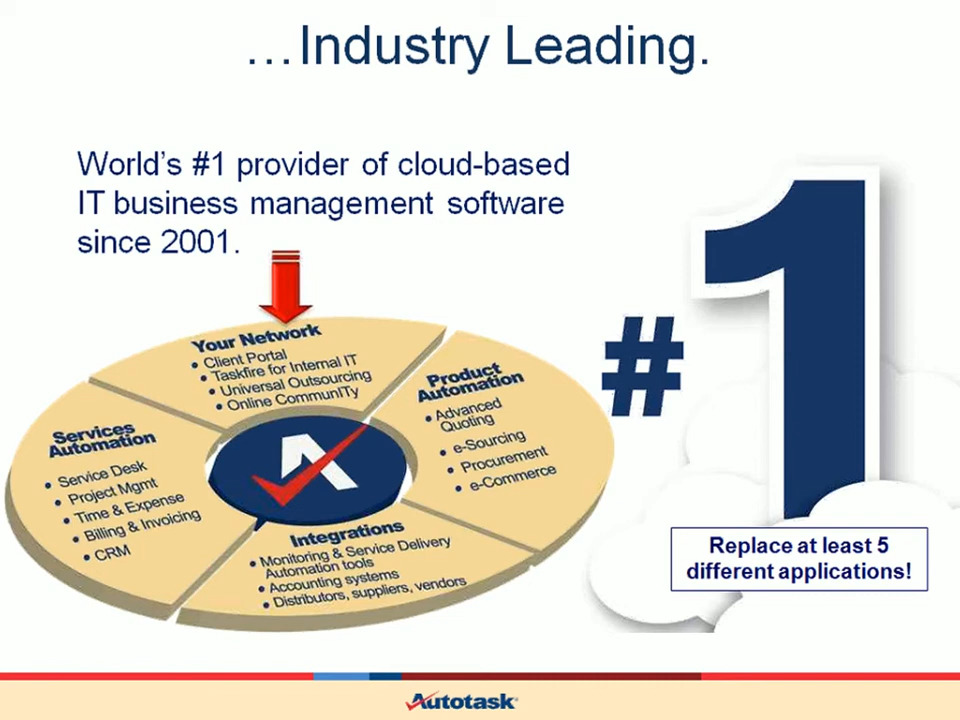 …Industry Leading.
World's #1 provider of cloud-based
IT business management software
since 2001.
Your Network
• Client Portal
• Taskfire for Internal IT
• Universal Outsourcing
• Online CommunITy
Product
Automation
• Advanced
Quoting
• e-Sourcing
• Procurement
• e-Commerce
Services
Automation
• Service Desk
• Project Mgmt
• Time & Expense
• Billing & Invoicing
• CRM
Integrations
• Monitoring & Service Delivery
Automation tools
• Accounting systems
• Distributors, suppliers, vendors
#1
Replace at least 5
different applications!
Autotask